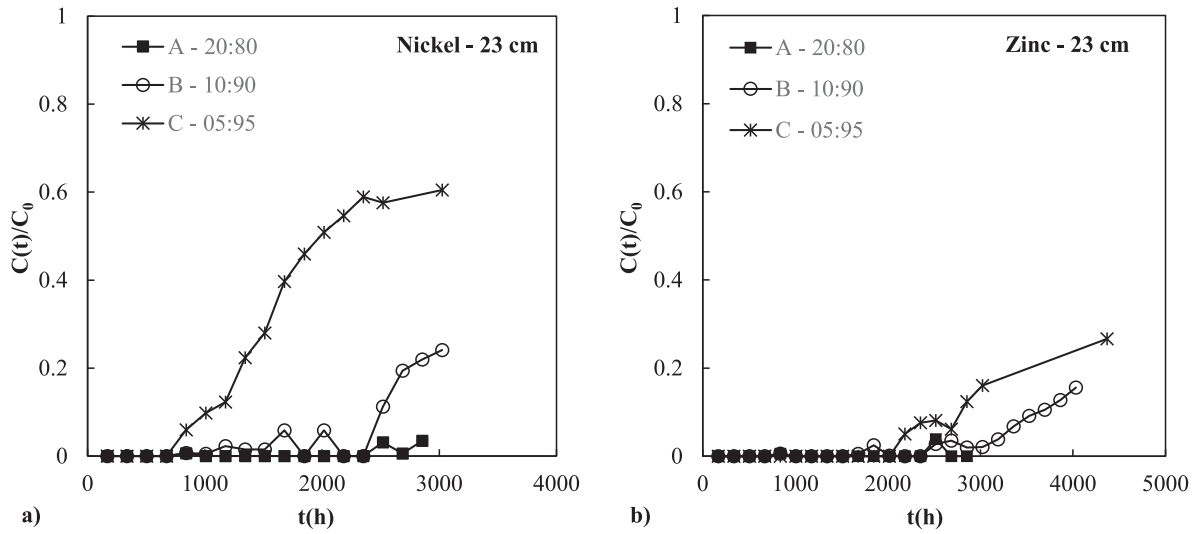 Nickel - 23 cm
A - 20:80
B - 10:90
C - 05:95
1
0.8
0.6
0.4
0.2
0
C(t)/C0
0 1000 2000 3000 4000
t(h)
a)
Zinc - 23 cm
A - 20:80
B - 10:90
C - 05:95
1
0.8
0.6
0.4
0.2
0
C(t)/C0
0 1000 2000 3000 4000 5000
t(h)
b)